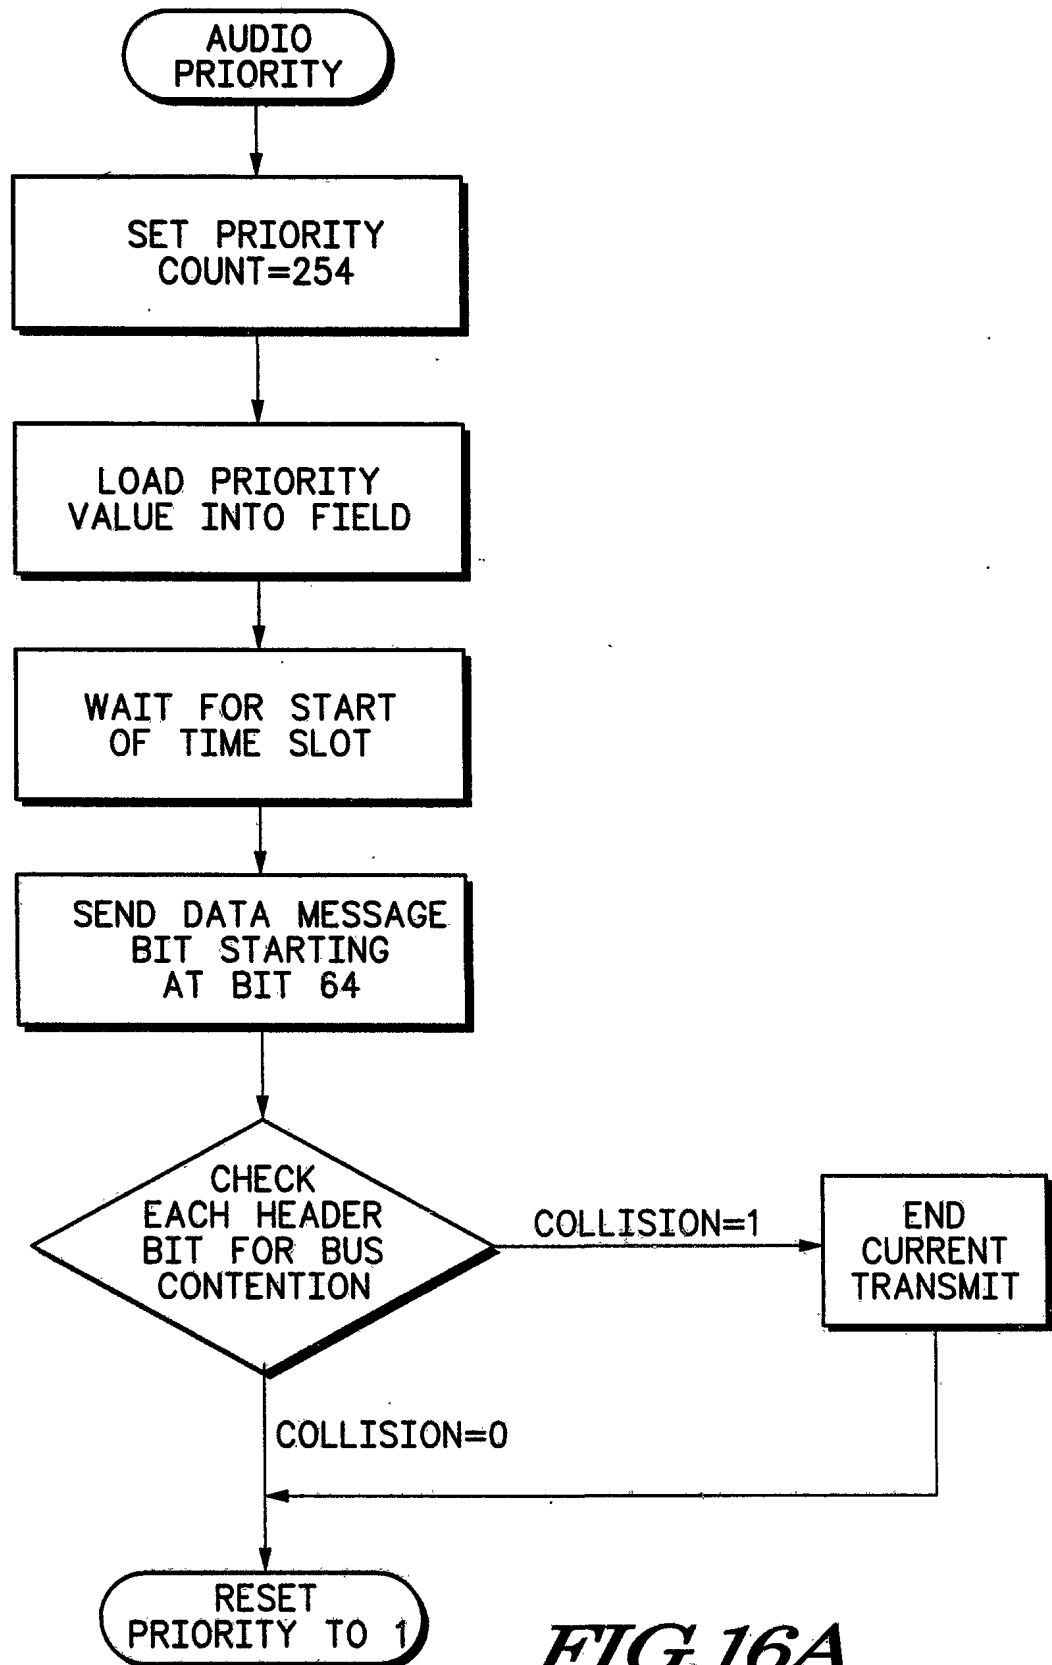 AUDIO
PRIORITY
SET PRIORITY
COUNT=254
LOAD PRIORITY
VALUE INTO FIELD
WAIT FOR START
OF TIME SLOT
SEND DATA MESSAGE
BIT STARTING
AT BIT 64
CHECK
EACH HEADER
BIT FOR BUS
CONTENTION
COLLISION=1
END
CURRENT
TRANSMIT
COLLISION=0
RESET
PRIORITY TO 1
FIG.16A